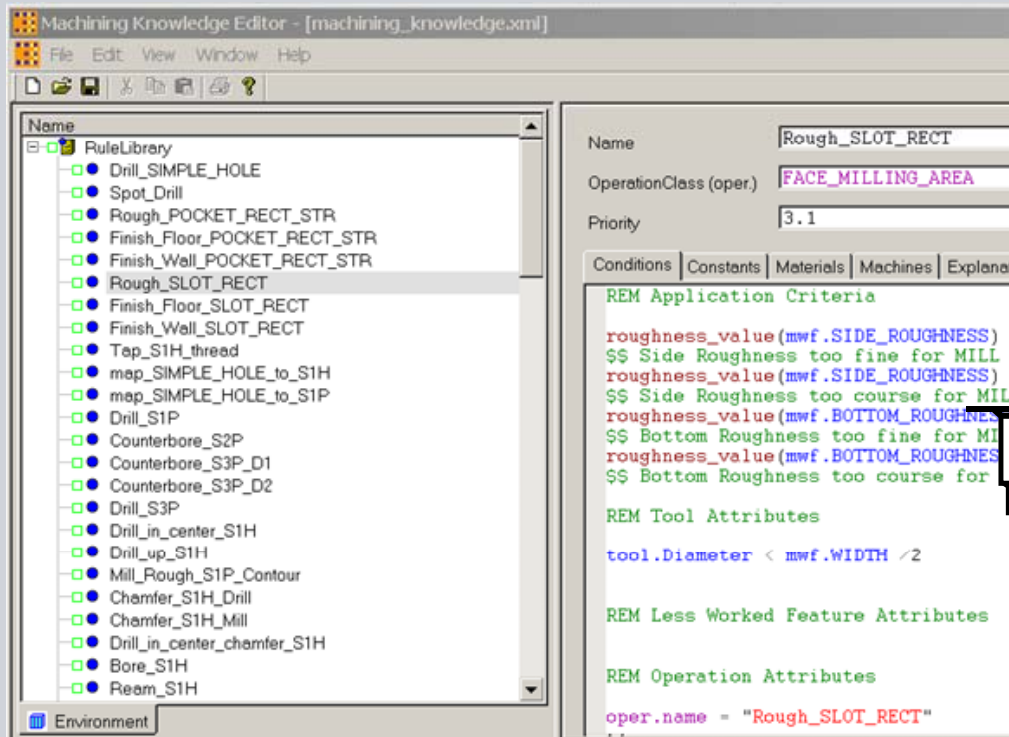 Machining Knowledge Editor - [machining_knowledge.xml]
File Edit View Window Help
Name
RuleLibrary
Drill_SIMPLE_HOLE
Spot_Drill
Rough_POCKET_RECT_STR
Finish_Floor_POCKET_RECT_STR
Finish_Wall_POCKET_RECT_STR
Rough_SLOT_RECT
Finish_Floor_SLOT_RECT
Finish_Wall_SLOT_RECT
Tap_S1H_thread
map_SIMPLE_HOLE_to_S1H
map_SIMPLE_HOLE_to_S1P
Drill_S1P
Counterbore_S2P
Counterbore_S3P_D1
Counterbore_S3P_D2
Drill_S3P
Drill_in_center_S1H
Drill_up_S1H
Mill_Rough_S1P_Contour
Chamfer_S1H_Drill
Chamfer_S1H_Mill
Drill_in_center_chamfer_S1H
Bore_S1H
Ream_S1H
Environment
Name Rough_SLOT_RECT
OperationClass (oper.) FACE_MILLING_AREA
Priority 3.1
Conditions Constants Materials Machines Explana
REM Application Criteria
roughness_value(mwf.SIDE_ROUGHNESS)
$$ Side Roughness too fine for MILL
roughness_value(mwf.SIDE_ROUGHNESS)
$$ Side Roughness too course for MIL
roughness_value(mwf.BOTTOM_ROUGHNES
$$ Bottom Roughness too fine for MI
roughness_value(mwf.BOTTOM_ROUGHNES
$$ Bottom Roughness too course for
REM Tool Attributes
tool.Diameter < mwf.WIDTH /2
REM Less Worked Feature Attributes
REM Operation Attributes
oper.name = "Rough_SLOT_RECT"